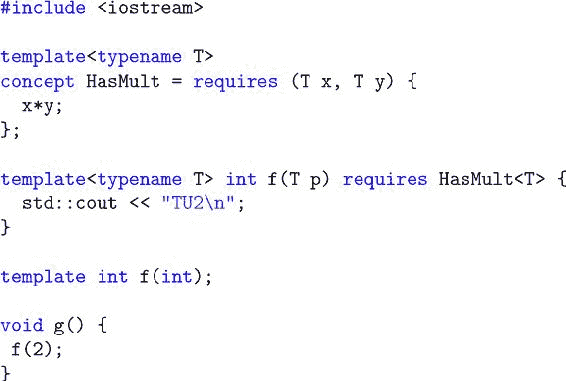 #include <iostream>

template<typename T>
concept HasMult = requires (T x, T y) {
  x*y;
};

template<typename T> int f(T p) requires HasMult<T> {
  std::cout << "TU2\n";
}

template int f(int);

void g() {
 f(2);
}